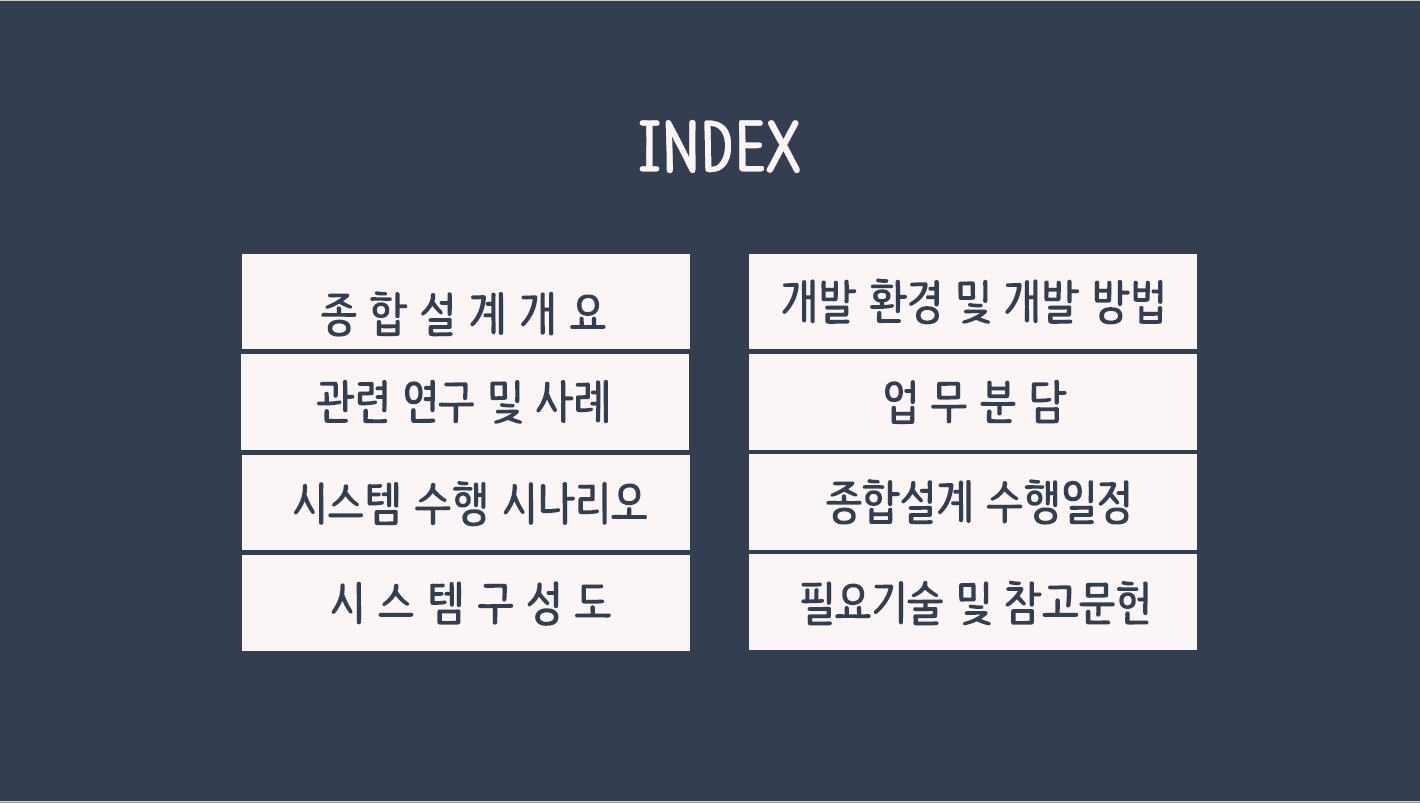 INDEX
종 합 설 계 개 요
관련 연구 및 사례
시스템 수행 시나리오
시 스 템 구 성 도
개발 환경 및 개발 방법
업 무 분 담
종합설계 수행일정
필요기술 및 참고문헌